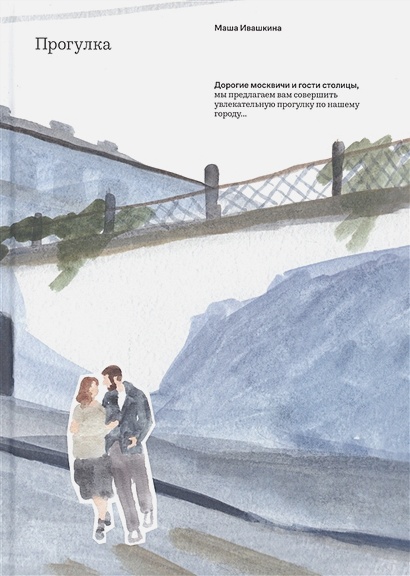 Маша Ивашкина
Прогулка
Дорогие москвичи и гости столицы,
мы предлагаем вам совершить
увлекательную прогулку по нашему
городу...